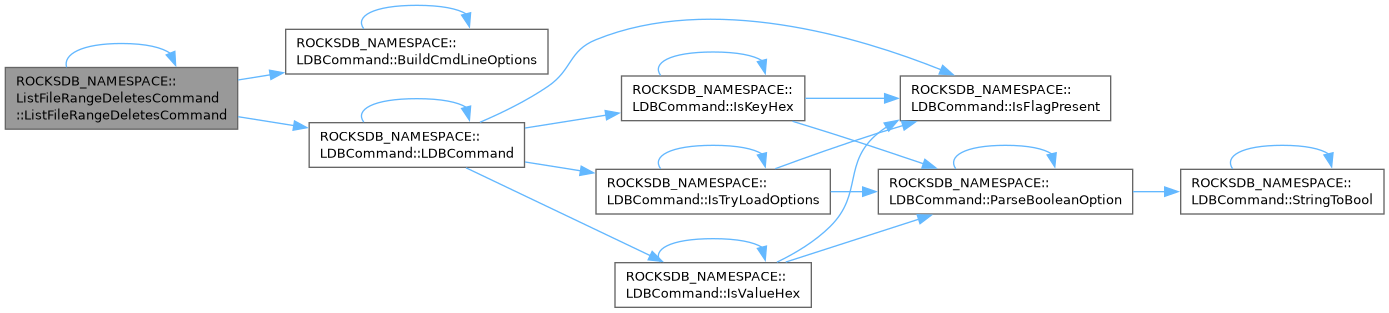 ROCKSDB_NAMESPACE::
ListFileRangeDeletesCommand
::ListFileRangeDeletesCommand
ROCKSDB_NAMESPACE::
LDBCommand::BuildCmdLineOptions
ROCKSDB_NAMESPACE::
LDBCommand::LDBCommand
ROCKSDB_NAMESPACE::
LDBCommand::IsKeyHex
ROCKSDB_NAMESPACE::
LDBCommand::IsTryLoadOptions
ROCKSDB_NAMESPACE::
LDBCommand::IsValueHex
ROCKSDB_NAMESPACE::
LDBCommand::IsFlagPresent
ROCKSDB_NAMESPACE::
LDBCommand::ParseBooleanOption
ROCKSDB_NAMESPACE::
LDBCommand::StringToBool